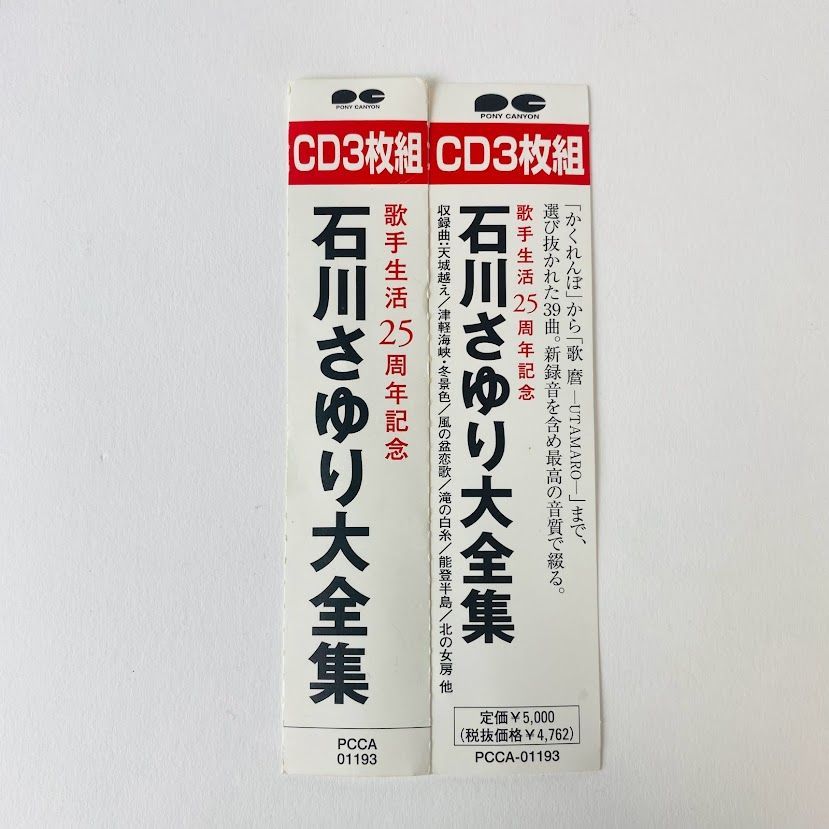 PONY CANYON
CD3枚組
歌手生活25周年記念
石川さゆり大全集
PCCA
01193
PONY CANYON
CD3枚組
「かくれんぼ」から「歌麿 —UTAMARO—」まで、
選び抜かれた39曲。新録音を含め最高の音質で綴る。
歌手生活25周年記念
石川さゆり大全集
収録曲:天城越え/津軽海峡・冬景色/風の盆恋歌/滝の白糸/能登半島/北の女房 他
定価¥5,000
(税抜価格¥4,762)
PCCA-01193